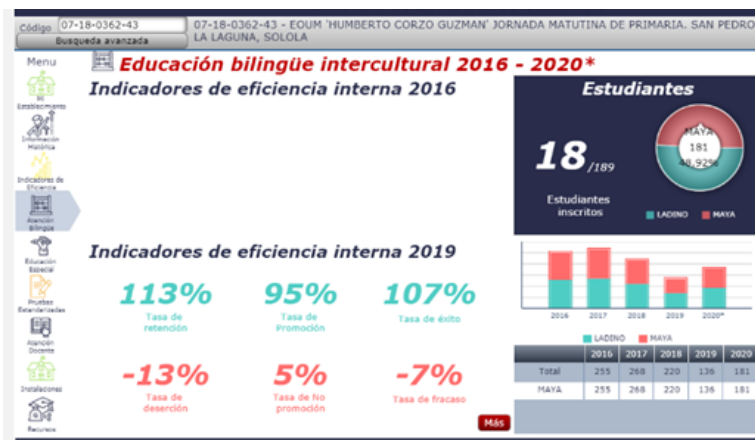 Código 07-18-0362-43
Busqueda avanzada
07-18-0362-43 - EOUM 'HUMBERTO CORZO GUZMAN' JORNADA MATUTINA DE PRIMARIA. SAN PEDRO
LA LAGUNA, SOLOLA
Menu
Mi
Establecimiento
Información
Histórica
Indicadores de
Eficiencia
Atención
Bilingüe
Educación
Especial
Pruebas
Estandarizadas
Atención
Docente
Instalaciones
Recursos
Educación bilingüe intercultural 2016 - 2020*
Indicadores de eficiencia interna 2016
Indicadores de eficiencia interna 2019
113% 95% 107%
Tasa de
retención
Tasa de
Promoción
Tasa de éxito
-13% 5% -7%
Tasa de
deserción
Tasa de No
promoción
Tasa de fracaso
Más
Estudiantes
18/189
Estudiantes
inscritos
MAYA
181
48,92%
LADINO MAYA
2016 2017 2018 2019 2020*
LADINO MAYA
2016 2017 2018 2019 2020
Total 255 268 220 136 181
MAYA 255 268 220 136 181